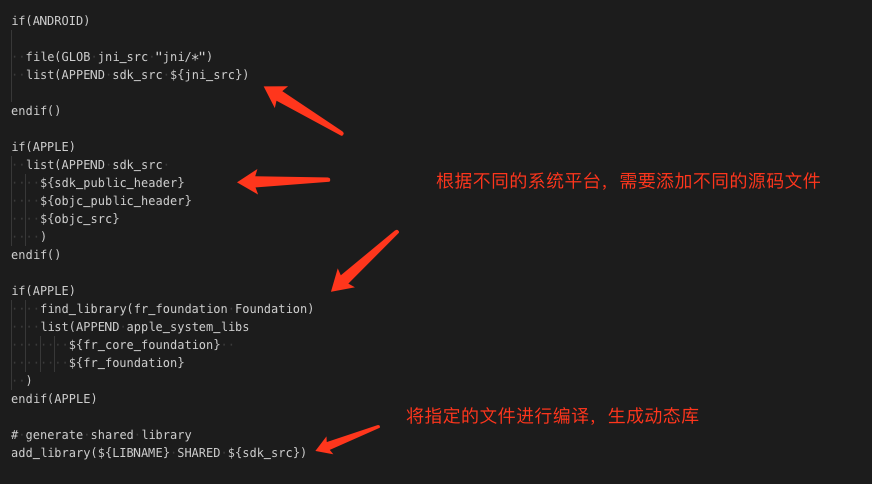 if(ANDROID)
file(GLOB jni_src "jni/*")
list(APPEND sdk_src ${jni_src})
endif()
if(APPLE)
list(APPEND sdk_src
${sdk_public_header}
根据不同的系统平台，需要添加不同的源码文件
${objc_public_header}
${objc_src}
)
endif()
if(APPLE)
find_library(fr_foundation Foundation)
list(APPEND apple_system_libs
${fr_core_foundation}
${fr_foundation}
)
endif(APPLE)
将指定的文件进行编译，生成动态库
# generate shared library
add_library(${LIBNAME} SHARED ${sdk_src})